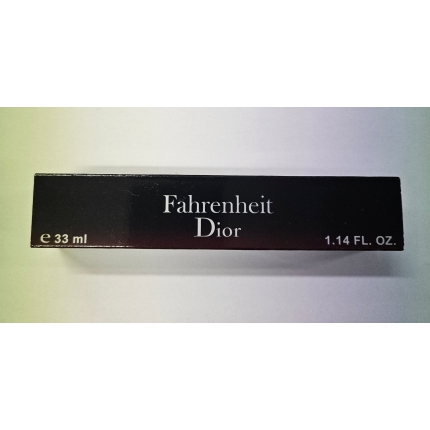 Fahrenheit
Dior
℮ 33 ml
1.14 FL. OZ.